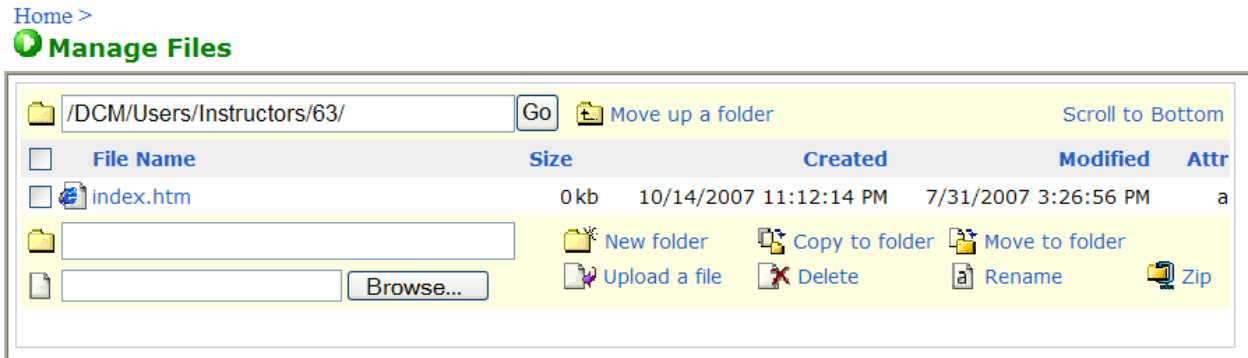 Home >
Manage Files
/DCM/Users/Instructors/63/ Go Move up a folder Scroll to Bottom
File Name Size Created Modified Attr
index.htm 0 kb 10/14/2007 11:12:14 PM 7/31/2007 3:26:56 PM a
New folder Copy to folder Move to folder
Browse... Upload a file Delete a Rename Zip